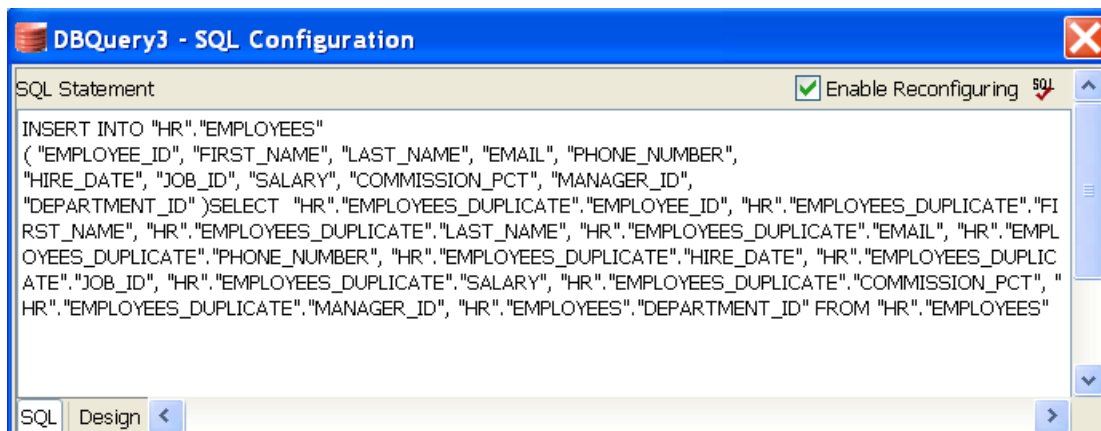 DBQuery3 - SQL Configuration
SQL Statement
Enable Reconfiguring SQL
INSERT INTO "HR"."EMPLOYEES"
( "EMPLOYEE_ID", "FIRST_NAME", "LAST_NAME", "EMAIL", "PHONE_NUMBER",
"HIRE_DATE", "JOB_ID", "SALARY", "COMMISSION_PCT", "MANAGER_ID",
"DEPARTMENT_ID" )SELECT  "HR"."EMPLOYEES_DUPLICATE"."EMPLOYEE_ID", "HR"."EMPLOYEES_DUPLICATE"."FI
RST_NAME", "HR"."EMPLOYEES_DUPLICATE"."LAST_NAME", "HR"."EMPLOYEES_DUPLICATE"."EMAIL", "HR"."EMPL
OYEES_DUPLICATE"."PHONE_NUMBER", "HR"."EMPLOYEES_DUPLICATE"."HIRE_DATE", "HR"."EMPLOYEES_DUPLIC
ATE"."JOB_ID", "HR"."EMPLOYEES_DUPLICATE"."SALARY", "HR"."EMPLOYEES_DUPLICATE"."COMMISSION_PCT", "
HR"."EMPLOYEES_DUPLICATE"."MANAGER_ID", "HR"."EMPLOYEES"."DEPARTMENT_ID" FROM "HR"."EMPLOYEES"
SQL Design